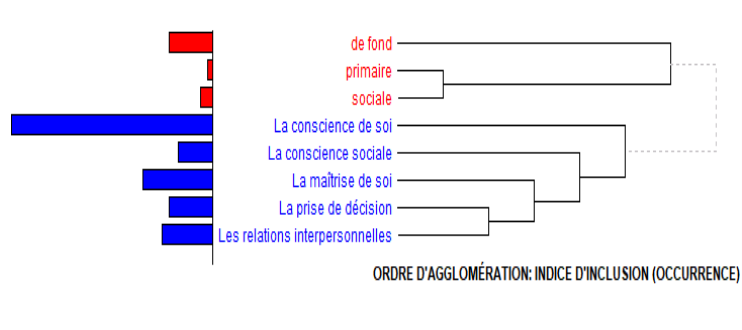 de fond
primaire
sociale
La conscience de soi
La conscience sociale
La maîtrise de soi
La prise de décision
Les relations interpersonnelles
ORDRE D'AGGLOMÉRATION: INDICE D'INCLUSION (OCCURRENCE)